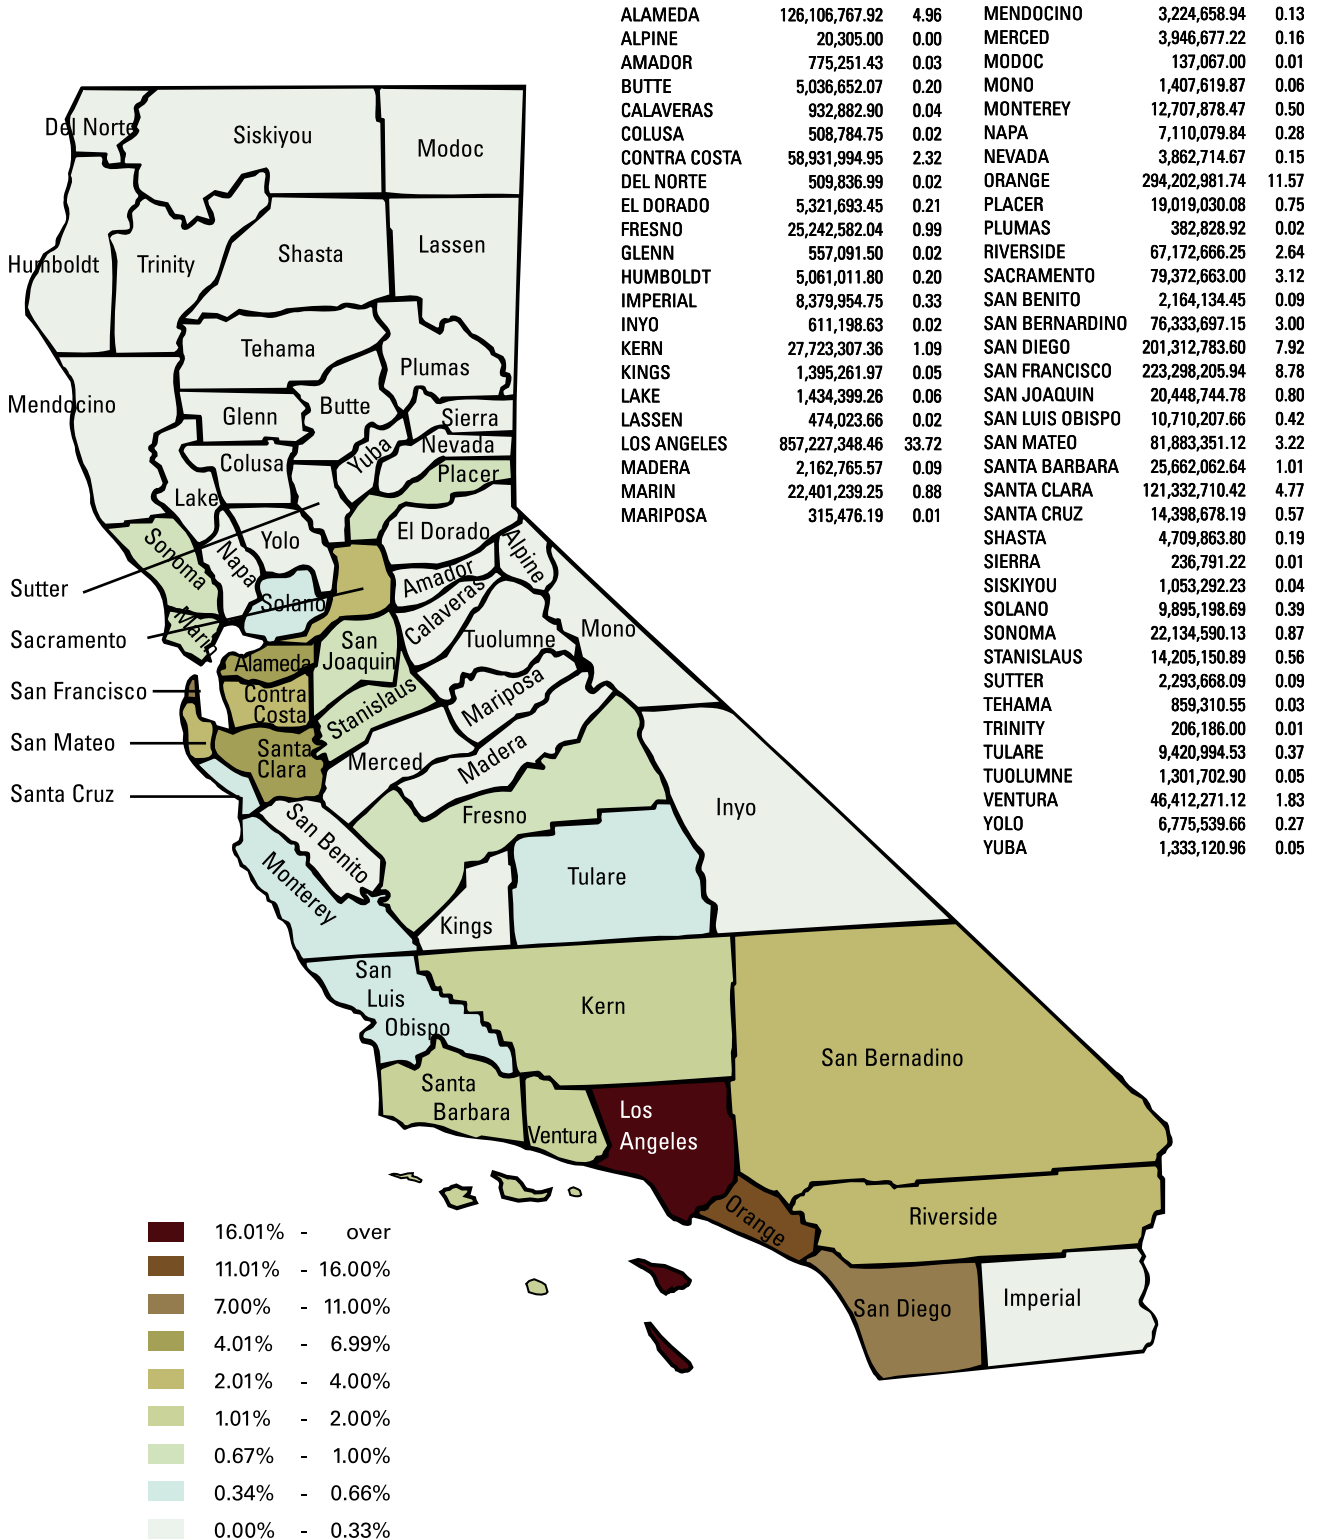 ALAMEDA 126,106,767.92 4.96
ALPINE 20,305.00 0.00
AMADOR 775,251.43 0.03
BUTTE 5,036,652.07 0.20
CALAVERAS 932,882.90 0.04
COLUSA 508,784.75 0.02
CONTRA COSTA 58,931,994.95 2.32
DEL NORTE 509,836.99 0.02
EL DORADO 5,321,693.45 0.21
FRESNO 25,242,582.04 0.99
GLENN 557,091.50 0.02
HUMBOLDT 5,061,011.80 0.20
IMPERIAL 8,379,954.75 0.33
INYO 611,198.63 0.02
KERN 27,723,307.36 1.09
KINGS 1,395,261.97 0.05
LAKE 1,434,399.26 0.06
LASSEN 474,023.66 0.02
LOS ANGELES 857,227,348.46 33.72
MADERA 2,162,765.57 0.09
MARIN 22,401,239.25 0.88
MARIPOSA 315,476.19 0.01
MENDOCINO 3,224,658.94 0.13
MERCED 3,946,677.22 0.16
MODOC 137,067.00 0.01
MONO 1,407,619.87 0.06
MONTEREY 12,707,878.47 0.50
NAPA 7,110,079.84 0.28
NEVADA 3,862,714.67 0.15
ORANGE 294,202,981.74 11.57
PLACER 19,019,030.08 0.75
PLUMAS 382,828.92 0.02
RIVERSIDE 67,172,666.25 2.64
SACRAMENTO 79,372,663.00 3.12
SAN BENITO 2,164,134.45 0.09
SAN BERNARDINO 76,333,697.15 3.00
SAN DIEGO 201,312,783.60 7.92
SAN FRANCISCO 223,298,205.94 8.78
SAN JOAQUIN 20,448,744.78 0.80
SAN LUIS OBISPO 10,710,207.66 0.42
SAN MATEO 81,883,351.12 3.22
SANTA BARBARA 25,662,062.64 1.01
SANTA CLARA 121,332,710.42 4.77
SANTA CRUZ 14,398,678.19 0.57
SHASTA 4,709,863.80 0.19
SIERRA 236,791.22 0.01
SISKIYOU 1,053,292.23 0.04
SOLANO 9,895,198.69 0.39
SONOMA 22,134,590.13 0.87
STANISLAUS 14,205,150.89 0.56
SUTTER 2,293,668.09 0.09
TEHAMA 859,310.55 0.03
TRINITY 206,186.00 0.01
TULARE 9,420,994.53 0.37
TUOLUMNE 1,301,702.90 0.05
VENTURA 46,412,271.12 1.83
YOLO 6,775,539.66 0.27
YUBA 1,333,120.96 0.05
Del Norte
Siskiyou
Modoc
Humboldt
Trinity
Shasta
Lassen
Tehama
Plumas
Mendocino
Glenn
Butte
Sierra
Nevada
Yuba
Colusa
Placer
Lake
Sonoma
Napa
Yolo
El Dorado
Alpine
Sutter
Solano
Amador
Calaveras
Marin
Sacramento
San
Joaquin
Tuolumne
Mono
Alameda
San Francisco
Contra
Costa
Stanislaus
Mariposa
San Mateo
Santa
Clara
Merced
Madera
Santa Cruz
San Benito
Fresno
Inyo
Monterey
Tulare
Kings
San
Luis
Obispo
Kern
San Bernadino
Santa
Barbara
Ventura
Los
Angeles
Orange
Riverside
San Diego
Imperial
16.01% - over
11.01% - 16.00%
7.00% - 11.00%
4.01% - 6.99%
2.01% - 4.00%
1.01% - 2.00%
0.67% - 1.00%
0.34% - 0.66%
0.00% - 0.33%